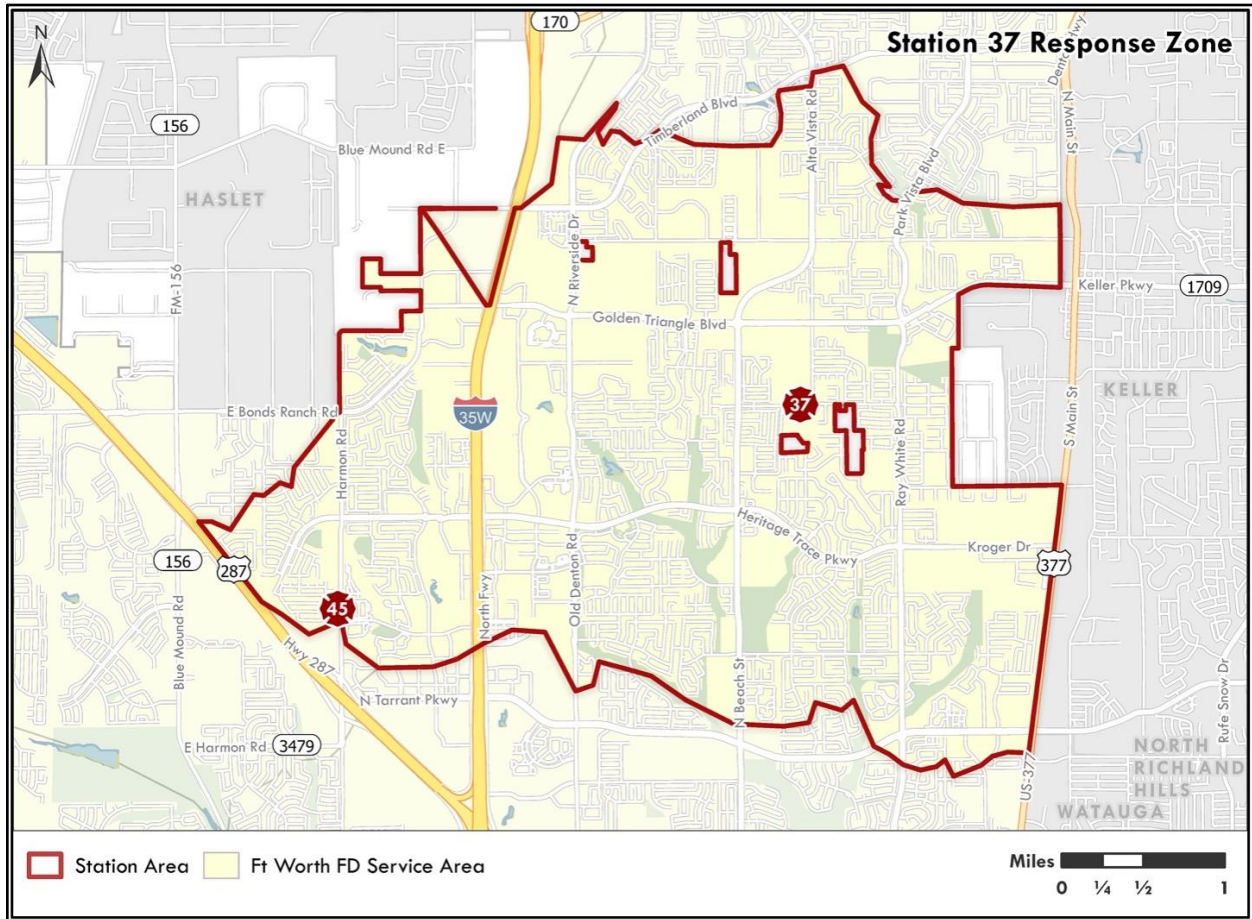 Station 37 Response Zone
N
170
156
Blue Mound Rd E
HASLET
FM-156
Timberland Blvd
Alta Vista Rd
Denton Hwy
N Main St
Park Vista Blvd
N Riverside Dr
Keller Pkwy
1709
Golden Triangle Blvd
KELLER
E Bonds Ranch Rd
35W
37
Harmon Rd
Ray White Rd
S Main St
Heritage Trace Pkwy
Kroger Dr
156
287
377
45
Old Denton Rd
North Fwy
Hwy 287
Blue Mound Rd
N Tarrant Pkwy
N Beach St
Rufe Snow Dr
E Harmon Rd
3479
US-377
NORTH
RICHLAND
HILLS
WATAUGA
Station Area
Ft Worth FD Service Area
Miles
0 ¼ ½ 1